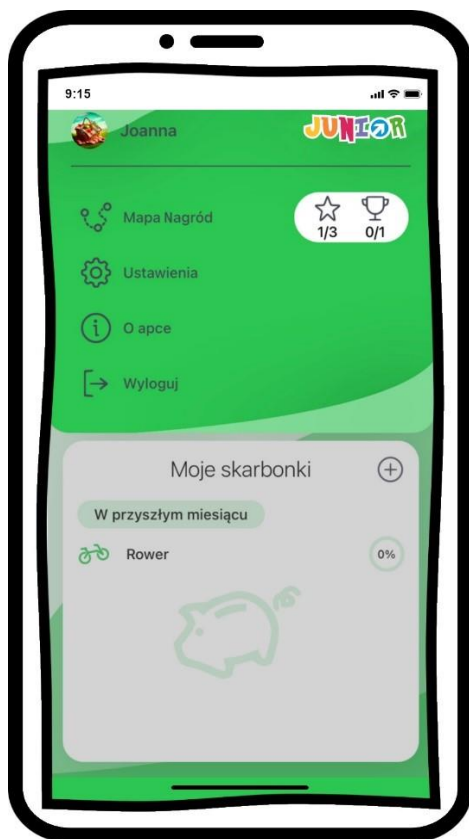 9:15
Joanna
JUNIOR
Mapa Nagród
1/3
0/1
Ustawienia
O apce
Wyloguj
Moje skarbonki
W przyszłym miesiącu
Rower
0%